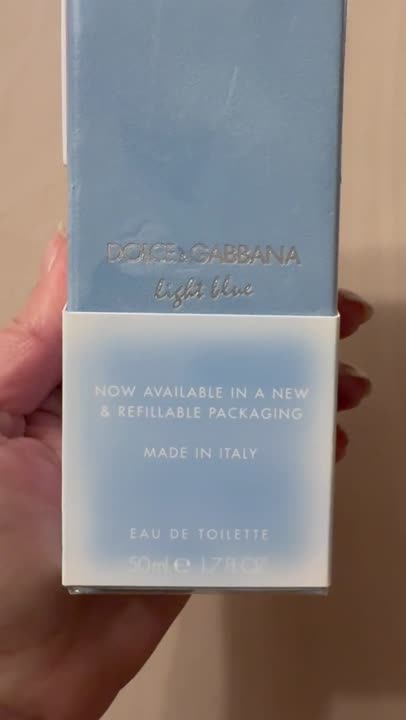 DOLCE & GABBANA
light blue
NOW AVAILABLE IN A NEW
& REFILLABLE PACKAGING
MADE IN ITALY
EAU DE TOILETTE
50ml ℮ 1.7 fl.oz